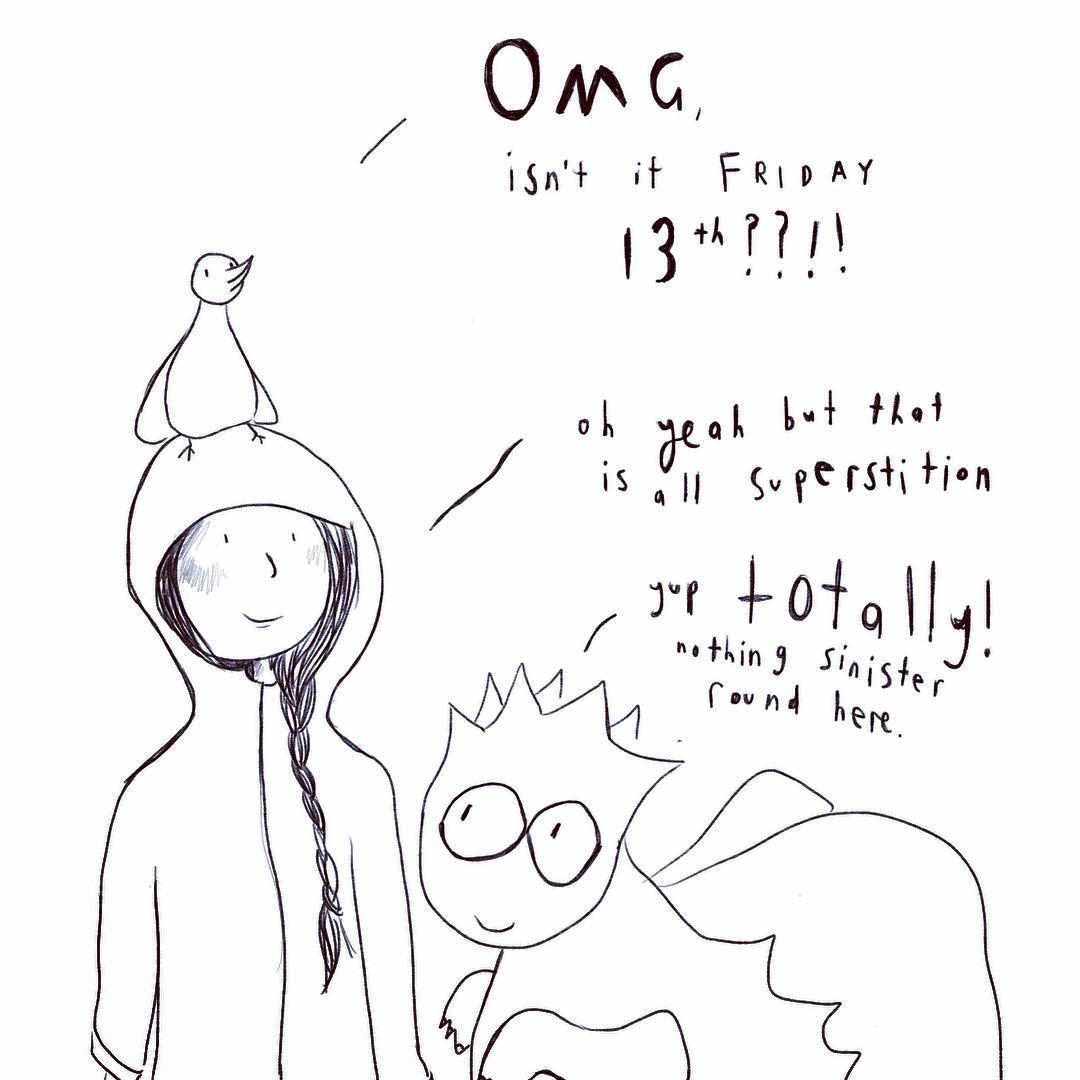 OMG,
isn't it FRIDAY
13th??!!
oh yeah but that
is all superstition
yup totally!
nothing sinister
round here.